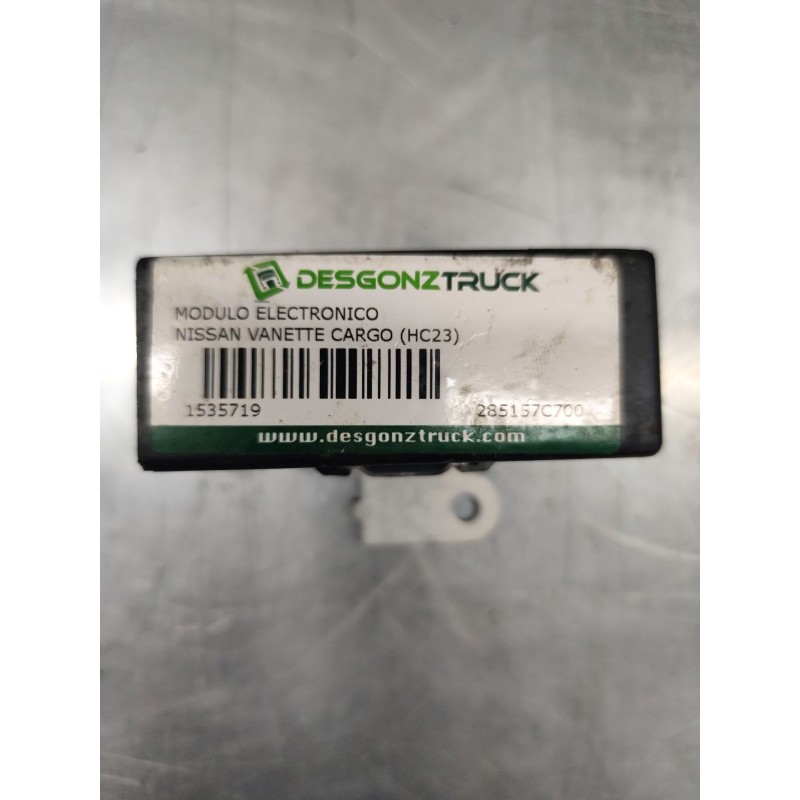 DESGONZTRUCK
MODULO ELECTRONICO
NISSAN VANETTE CARGO (HC23)
1535719 285157C700
www.desgonztruck.com